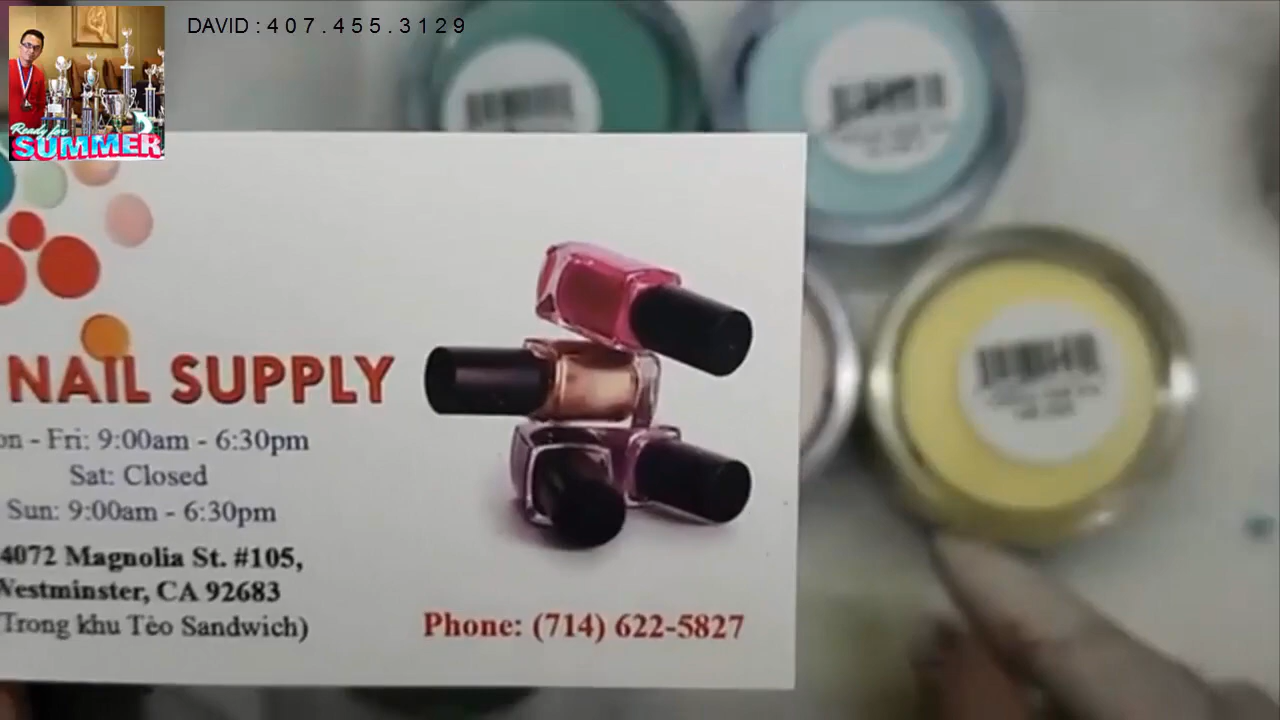 DAVID : 4 0 7 . 4 5 5 . 3 1 2 9
Ready for
SUMMER
NAIL SUPPLY
on - Fri: 9:00am - 6:30pm
Sat: Closed
Sun: 9:00am - 6:30pm
4072 Magnolia St. #105,
Westminster, CA 92683
(Trong khu Tèo Sandwich)
Phone: (714) 622-5827